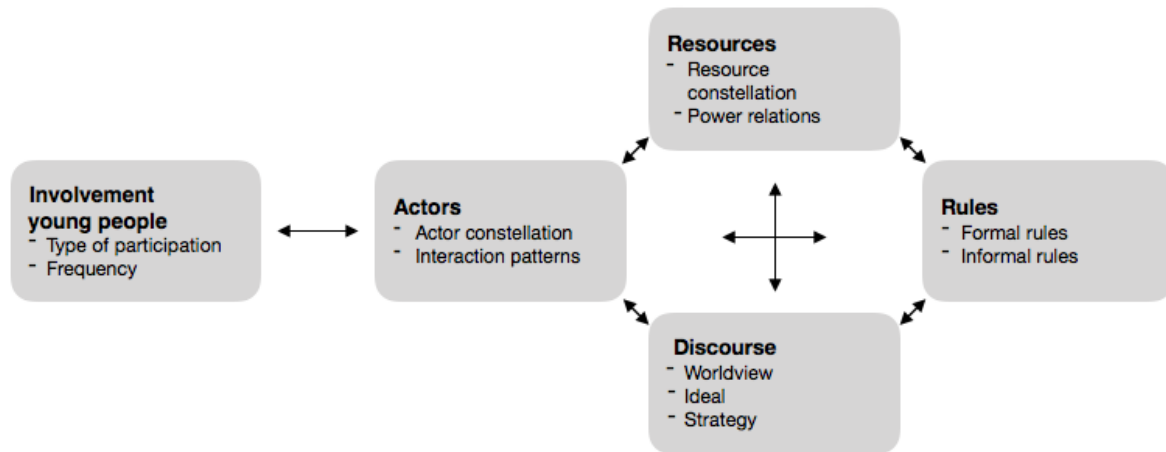 Resources
- Resource
constellation
- Power relations
Involvement
young people
- Type of participation
- Frequency
Actors
- Actor constellation
- Interaction patterns
Rules
- Formal rules
- Informal rules
Discourse
- Worldview
- Ideal
- Strategy